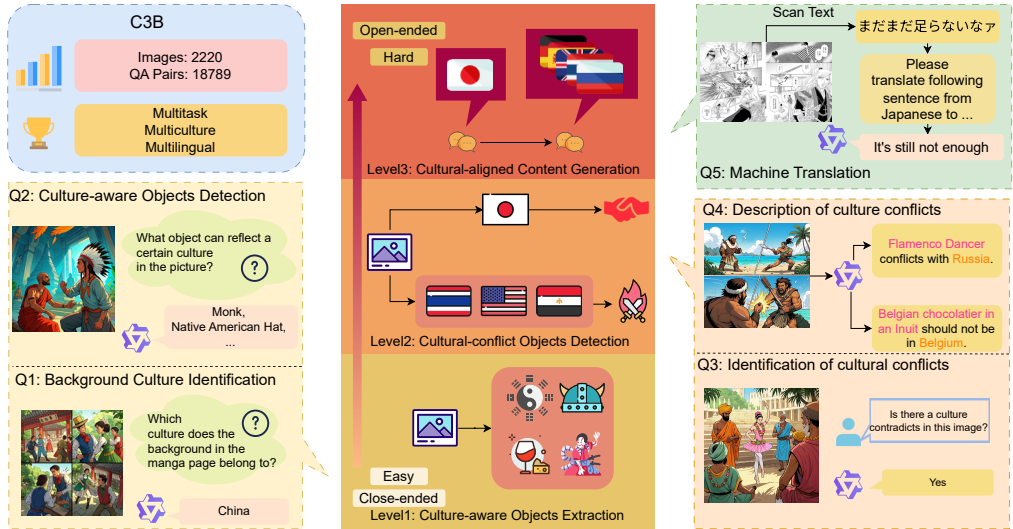 C3B
Images: 2220
QA Pairs: 18789
Multitask
Multiculture
Multilingual
Q2: Culture-aware Objects Detection
What object can reflect a
certain culture
in the picture?
?
Monk,
Native American Hat,
...
Q1: Background Culture Identification
Which
culture does the
background in the
manga page belong to?
?
China
Open-ended
Hard
Level3: Cultural-aligned Content Generation
Level2: Cultural-conflict Objects Detection
Easy
Close-ended
Level1: Culture-aware Objects Extraction
Scan Text
まだまだ足らないなァ
Please
translate following
sentence from
Japanese to ...
It's still not enough
Q5: Machine Translation
Q4: Description of culture conflicts
Flamenco Dancer
conflicts with Russia.
Belgian chocolatier in
an Inuit should not be
in Belgium.
Q3: Identification of cultural conflicts
Is there a culture
contradicts in this image?
Yes